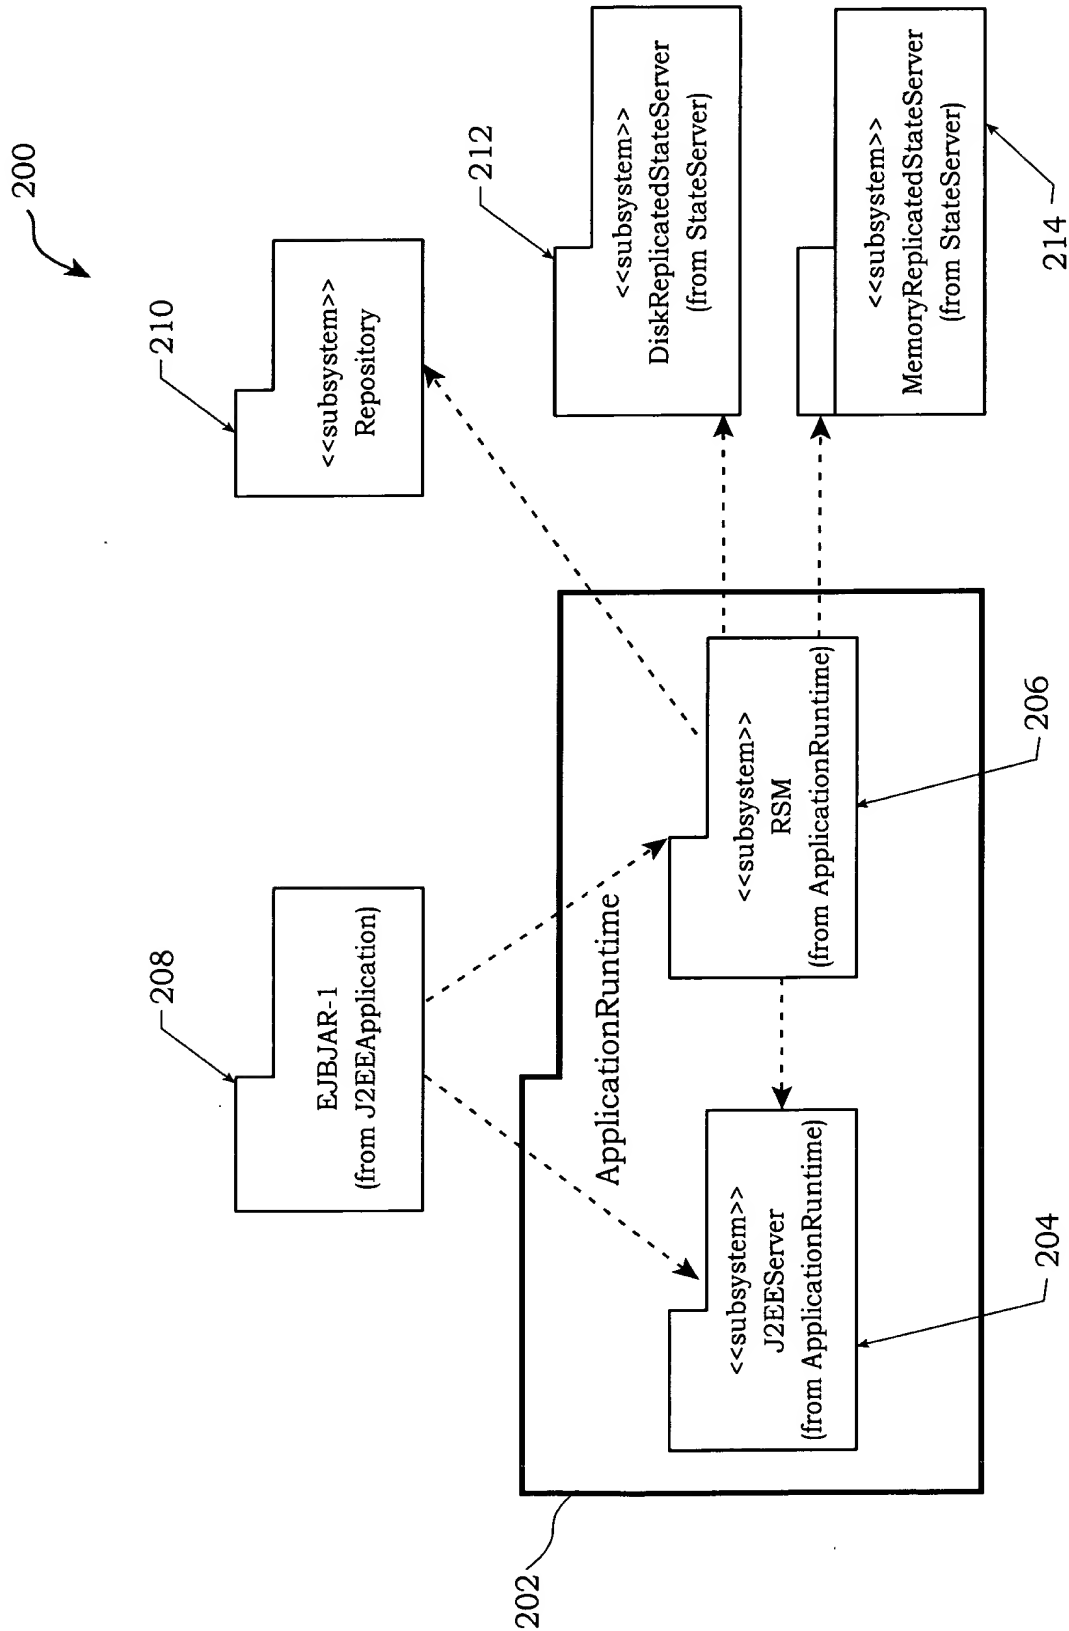 200
208
EJBJAR-1
(from J2EEApplication)
210
<<subsystem>>
Repository
202
ApplicationRuntime
<<subsystem>>
J2EEServer
(from ApplicationRuntime)
204
<<subsystem>>
RSM
(from ApplicationRuntime)
206
212
<<subsystem>>
DiskReplicatedStateServer
(from StateServer)
<<subsystem>>
MemoryReplicatedStateServer
(from StateServer)
214